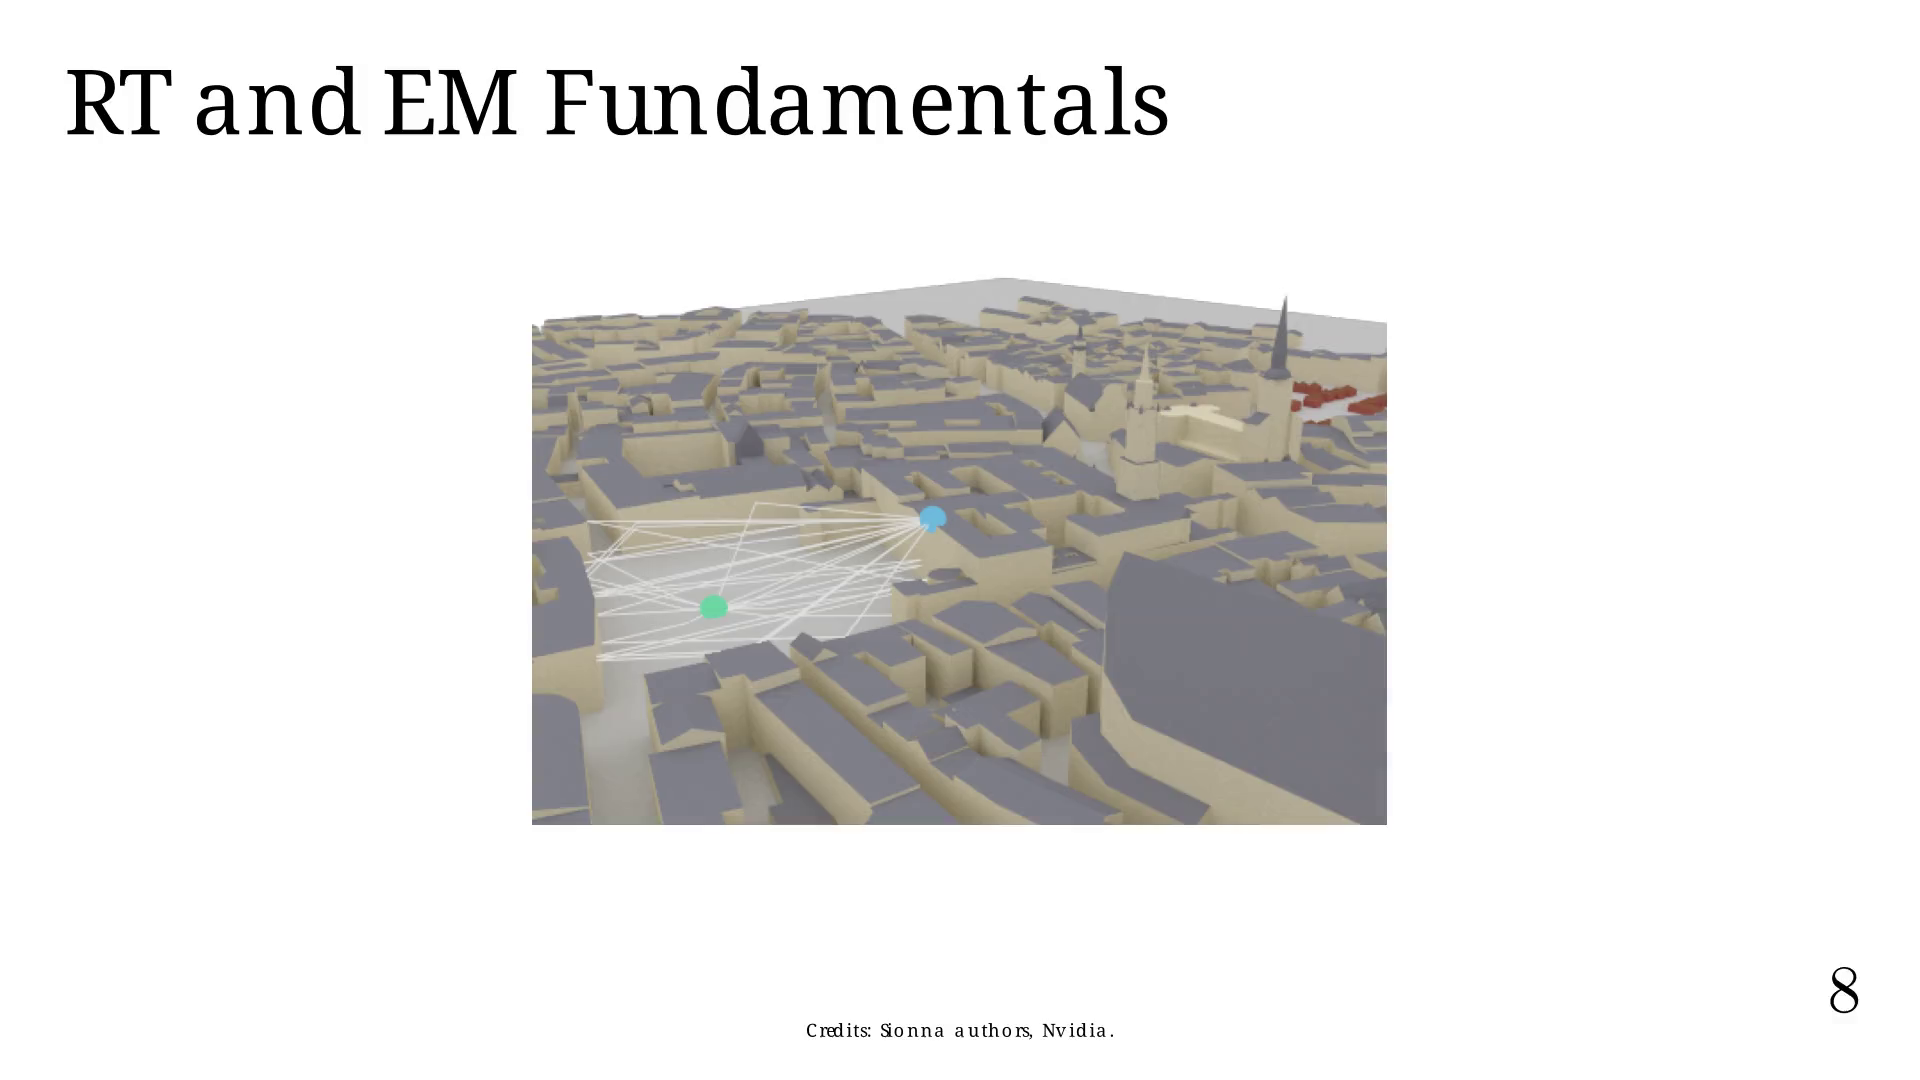 RT and EM Fundamentals
8
Credits: Sionna authors, Nvidia.